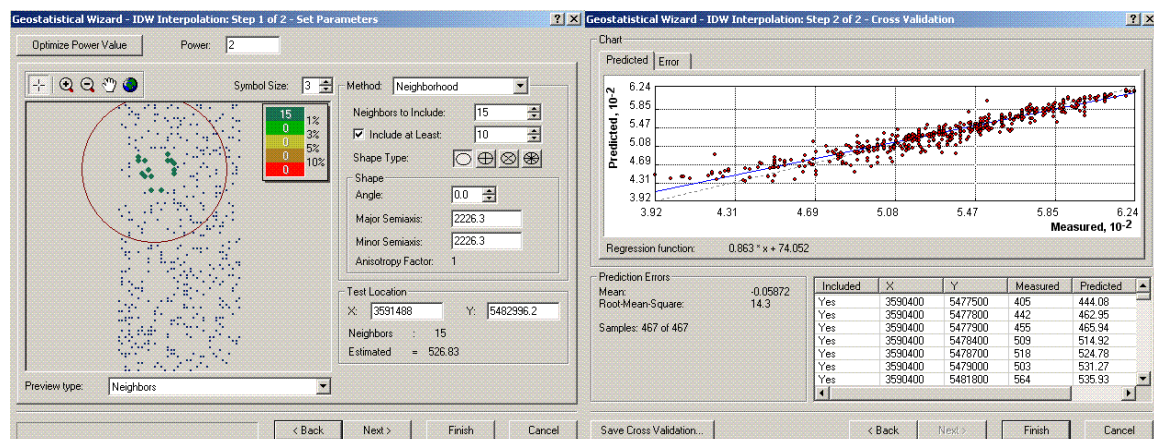 Geostatistical Wizard - IDW Interpolation: Step 1 of 2 - Set Parameters
Optimize Power Value
Power: 2
Symbol Size: 3
15
0
0
0
0
1%
3%
5%
10%
Method: Neighborhood
Neighbors to Include: 15
Include at Least: 10
Shape Type:
Shape
Angle: 0.0
Major Semiaxis: 2226.3
Minor Semiaxis: 2226.3
Anisotropy Factor: 1
Test Location
X: 3591488 Y: 5482996.2
Neighbors : 15
Estimated = 526.83
Preview type: Neighbors
< Back Next > Finish Cancel
Geostatistical Wizard - IDW Interpolation: Step 2 of 2 - Cross Validation
Chart
Predicted Error
Predicted, 10-2
6.24
5.85
5.47
5.08
4.69
4.31
3.92
3.92 4.31 4.69 5.08 5.47 5.85 6.24
Measured, 10-2
Regression function: 0.863 * x + 74.052
Prediction Errors
Mean: -0.05872
Root-Mean-Square: 14.3
Samples: 467 of 467
Included X Y Measured Predicted
Yes 3590400 5477500 405 444.08
Yes 3590400 5477800 442 462.95
Yes 3590400 5477900 455 465.94
Yes 3590400 5478400 509 514.92
Yes 3590400 5478700 518 524.78
Yes 3590400 5479000 503 531.27
Yes 3590400 5481800 564 535.93
Save Cross Validation... < Back Next > Finish Cancel